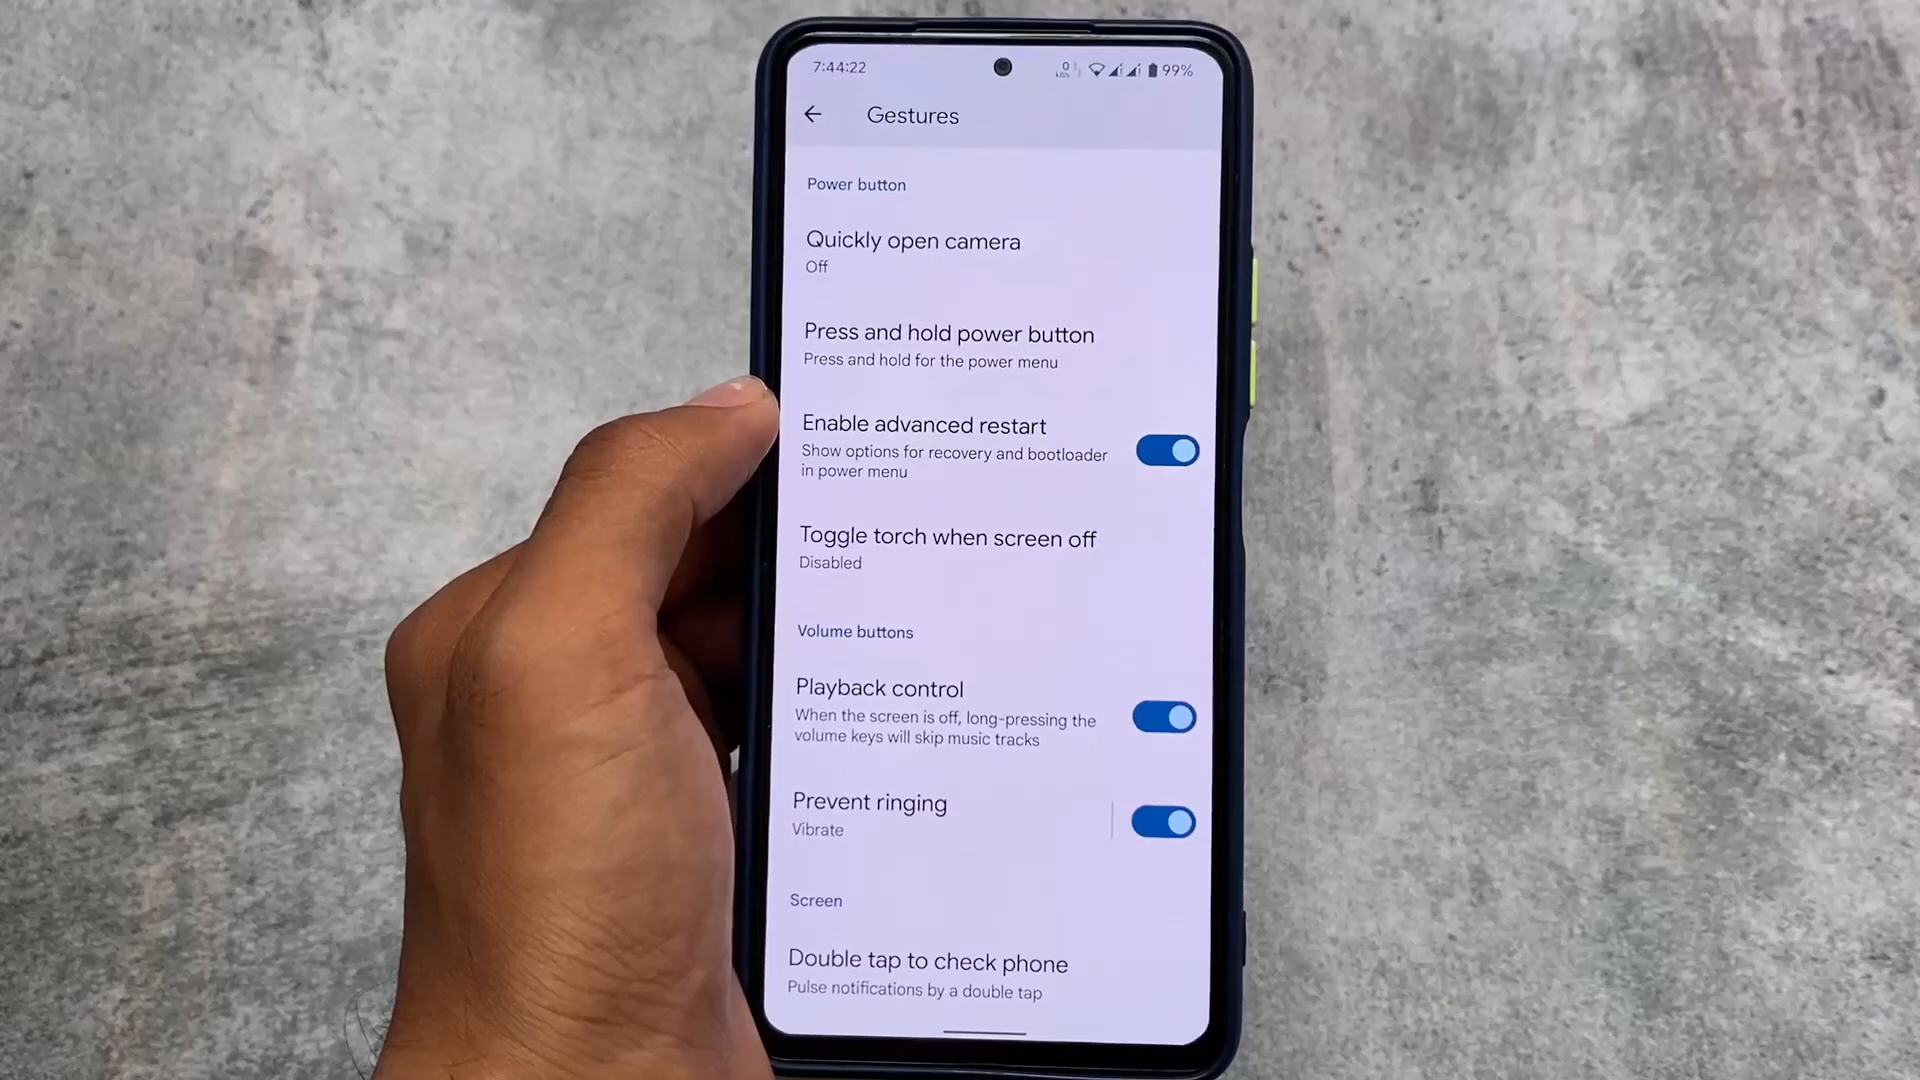 7:44:22
0
kB/s
99%
Gestures
Power button
Quickly open camera
Off
Press and hold power button
Press and hold for the power menu
Enable advanced restart
Show options for recovery and bootloader
in power menu
Toggle torch when screen off
Disabled
Volume buttons
Playback control
When the screen is off, long-pressing the
volume keys will skip music tracks
Prevent ringing
Vibrate
Screen
Double tap to check phone
Pulse notifications by a double tap